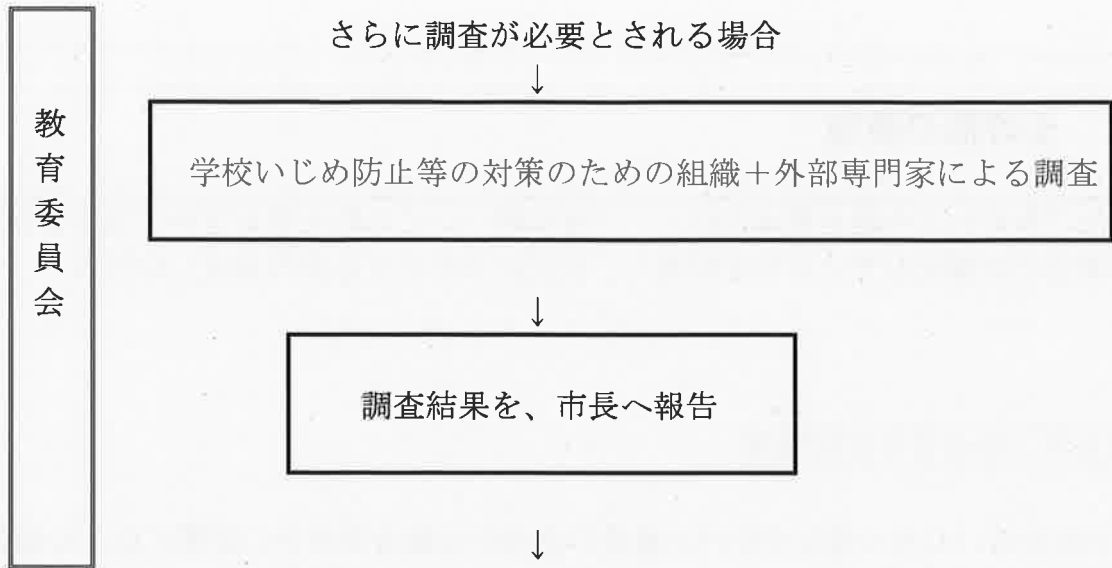 さらに調査が必要とされる場合
↓
教育委員会
学校いじめ防止等の対策のための組織＋外部専門家による調査
↓
調査結果を、市長へ報告
↓